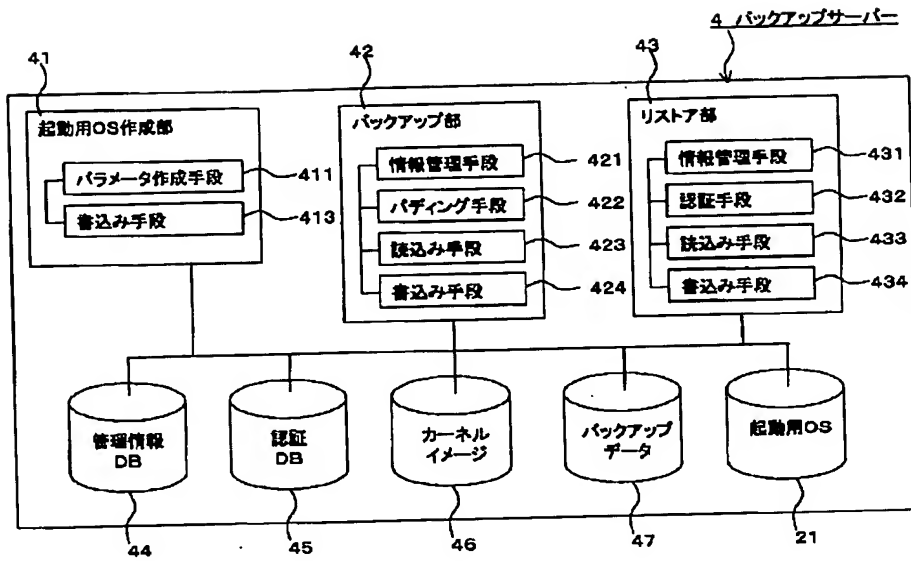 4 バックアップサーバー
41
42
43
起動用OS作成部
パラメータ作成手段
411
書込み手段
413
バックアップ部
情報管理手段
421
パディング手段
422
読込み手段
423
書込み手段
424
リストア部
情報管理手段
431
認証手段
432
読込み手段
433
書込み手段
434
管理情報
DB
認証
DB
カーネル
イメージ
バックアップ
データ
起動用OS
44
45
46
47
21